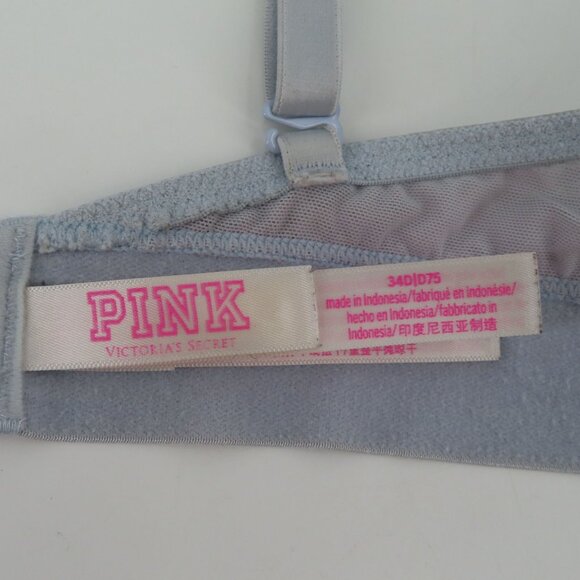 PINK
VICTORIA'S SECRET
34D|D75
made in Indonesia/fabriqué en indonésie/
hecho en Indonesia/fabbricato in
Indonesia/印度尼西亚制造